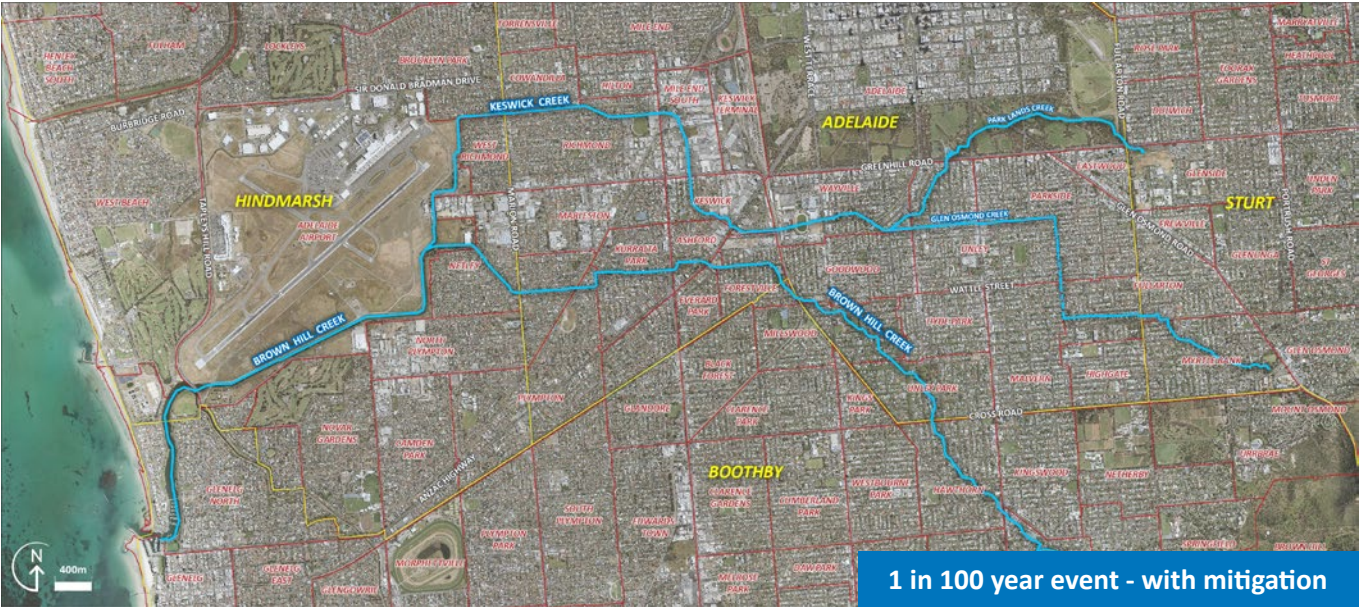 TORRENSVILLE
MILE END
MARRYATVILLE
FULHAM
LOCKLEYS
HENLEY
BEACH
SOUTH
BROOKLYN PARK
ROSE PARK
HEATHPOOL
TOORAK
GARDENS
SIR DONALD BRADMAN DRIVE
COWANDILLA
HILTON
MILE END
SOUTH
KESWICK
TERMINAL
WEST TERRACE
ADELAIDE
FULLARTON ROAD
KESWICK CREEK
DULWICH
BURBRIDGE ROAD
ADELAIDE
PARK LANDS CREEK
WEST
RICHMOND
RICHMOND
GREENHILL ROAD
EASTWOOD
GLENSIDE
LINDEN
PARK
WAYVILLE
PARKSIDE
WEST BEACH
HINDMARSH
STURT
ADELAIDE
AIRPORT
MARION ROAD
MARLESTON
KESWICK
GLEN OSMOND CREEK
GLEN OSMOND ROAD
FREWVILLE
PORTRUSH ROAD
TAPLEYS HILL ROAD
KURRALTA
PARK
ASHFORD
UNLEY
GLENUNGA
ST
GEORGES
NETLEY
GOODWOOD
FORESTVILLE
WATTLE STREET
FULLARTON
EVERARD
PARK
BROWN HILL CREEK
HYDE PARK
BROWN HILL CREEK
NORTH
PLYMPTON
MILLSWOOD
GLEN OSMOND
BLACK
FOREST
MYRTLE BANK
MALVERN
HIGHGATE
UNLEY PARK
PLYMPTON
GLANDORE
CLARENCE
PARK
KINGS
PARK
CROSS ROAD
MOUNT OSMOND
NOVAR
GARDENS
CAMDEN
PARK
ANZAC HIGHWAY
URRBRAE
BOOTHBY
KINGSWOOD
NETHERBY
GLENELG
NORTH
CLARENCE
GARDENS
CUMBERLAND
PARK
WESTBOURNE
PARK
HAWTHORN
SOUTH
PLYMPTON
EDWARDS
TOWN
PLYMPTON
PARK
SPRINGFIELD
BROWN HILL
N
400m
GLENELG
GLENELG
EAST
MORPHETTVILLE
DAW PARK
GLENGOWRIE
MELROSE
PARK
1 in 100 year event - with mitigation